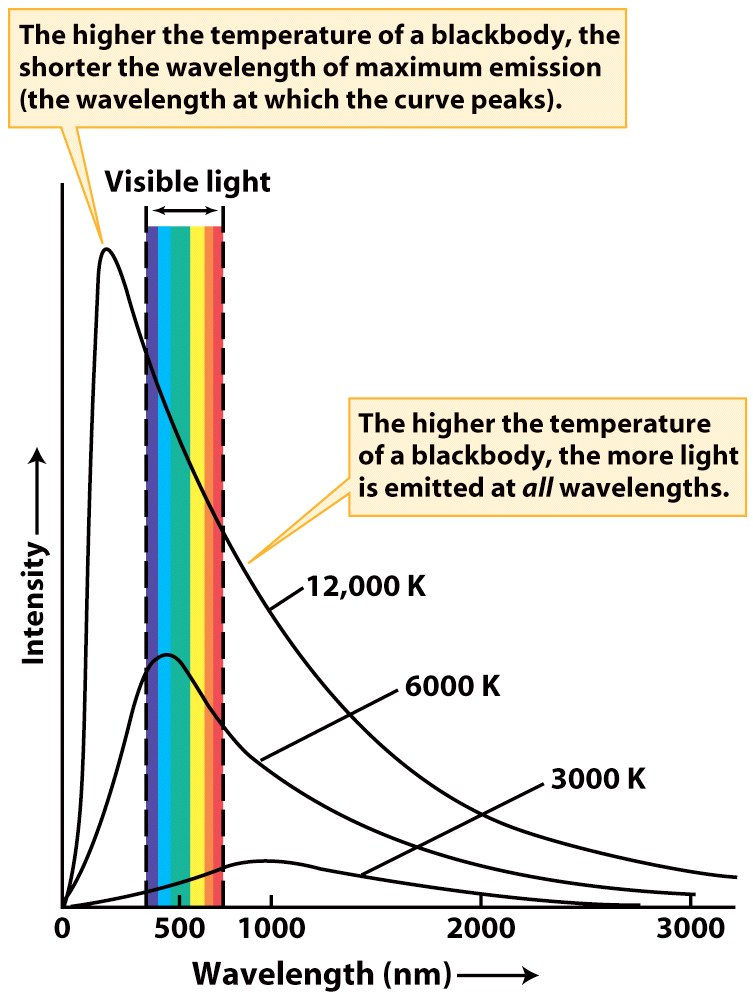 The higher the temperature of a blackbody, the
shorter the wavelength of maximum emission
(the wavelength at which the curve peaks).
Visible light
The higher the temperature
of a blackbody, the more light
is emitted at all wavelengths.
Intensity
12,000 K
6000 K
3000 K
0 500 1000 2000 3000
Wavelength (nm)